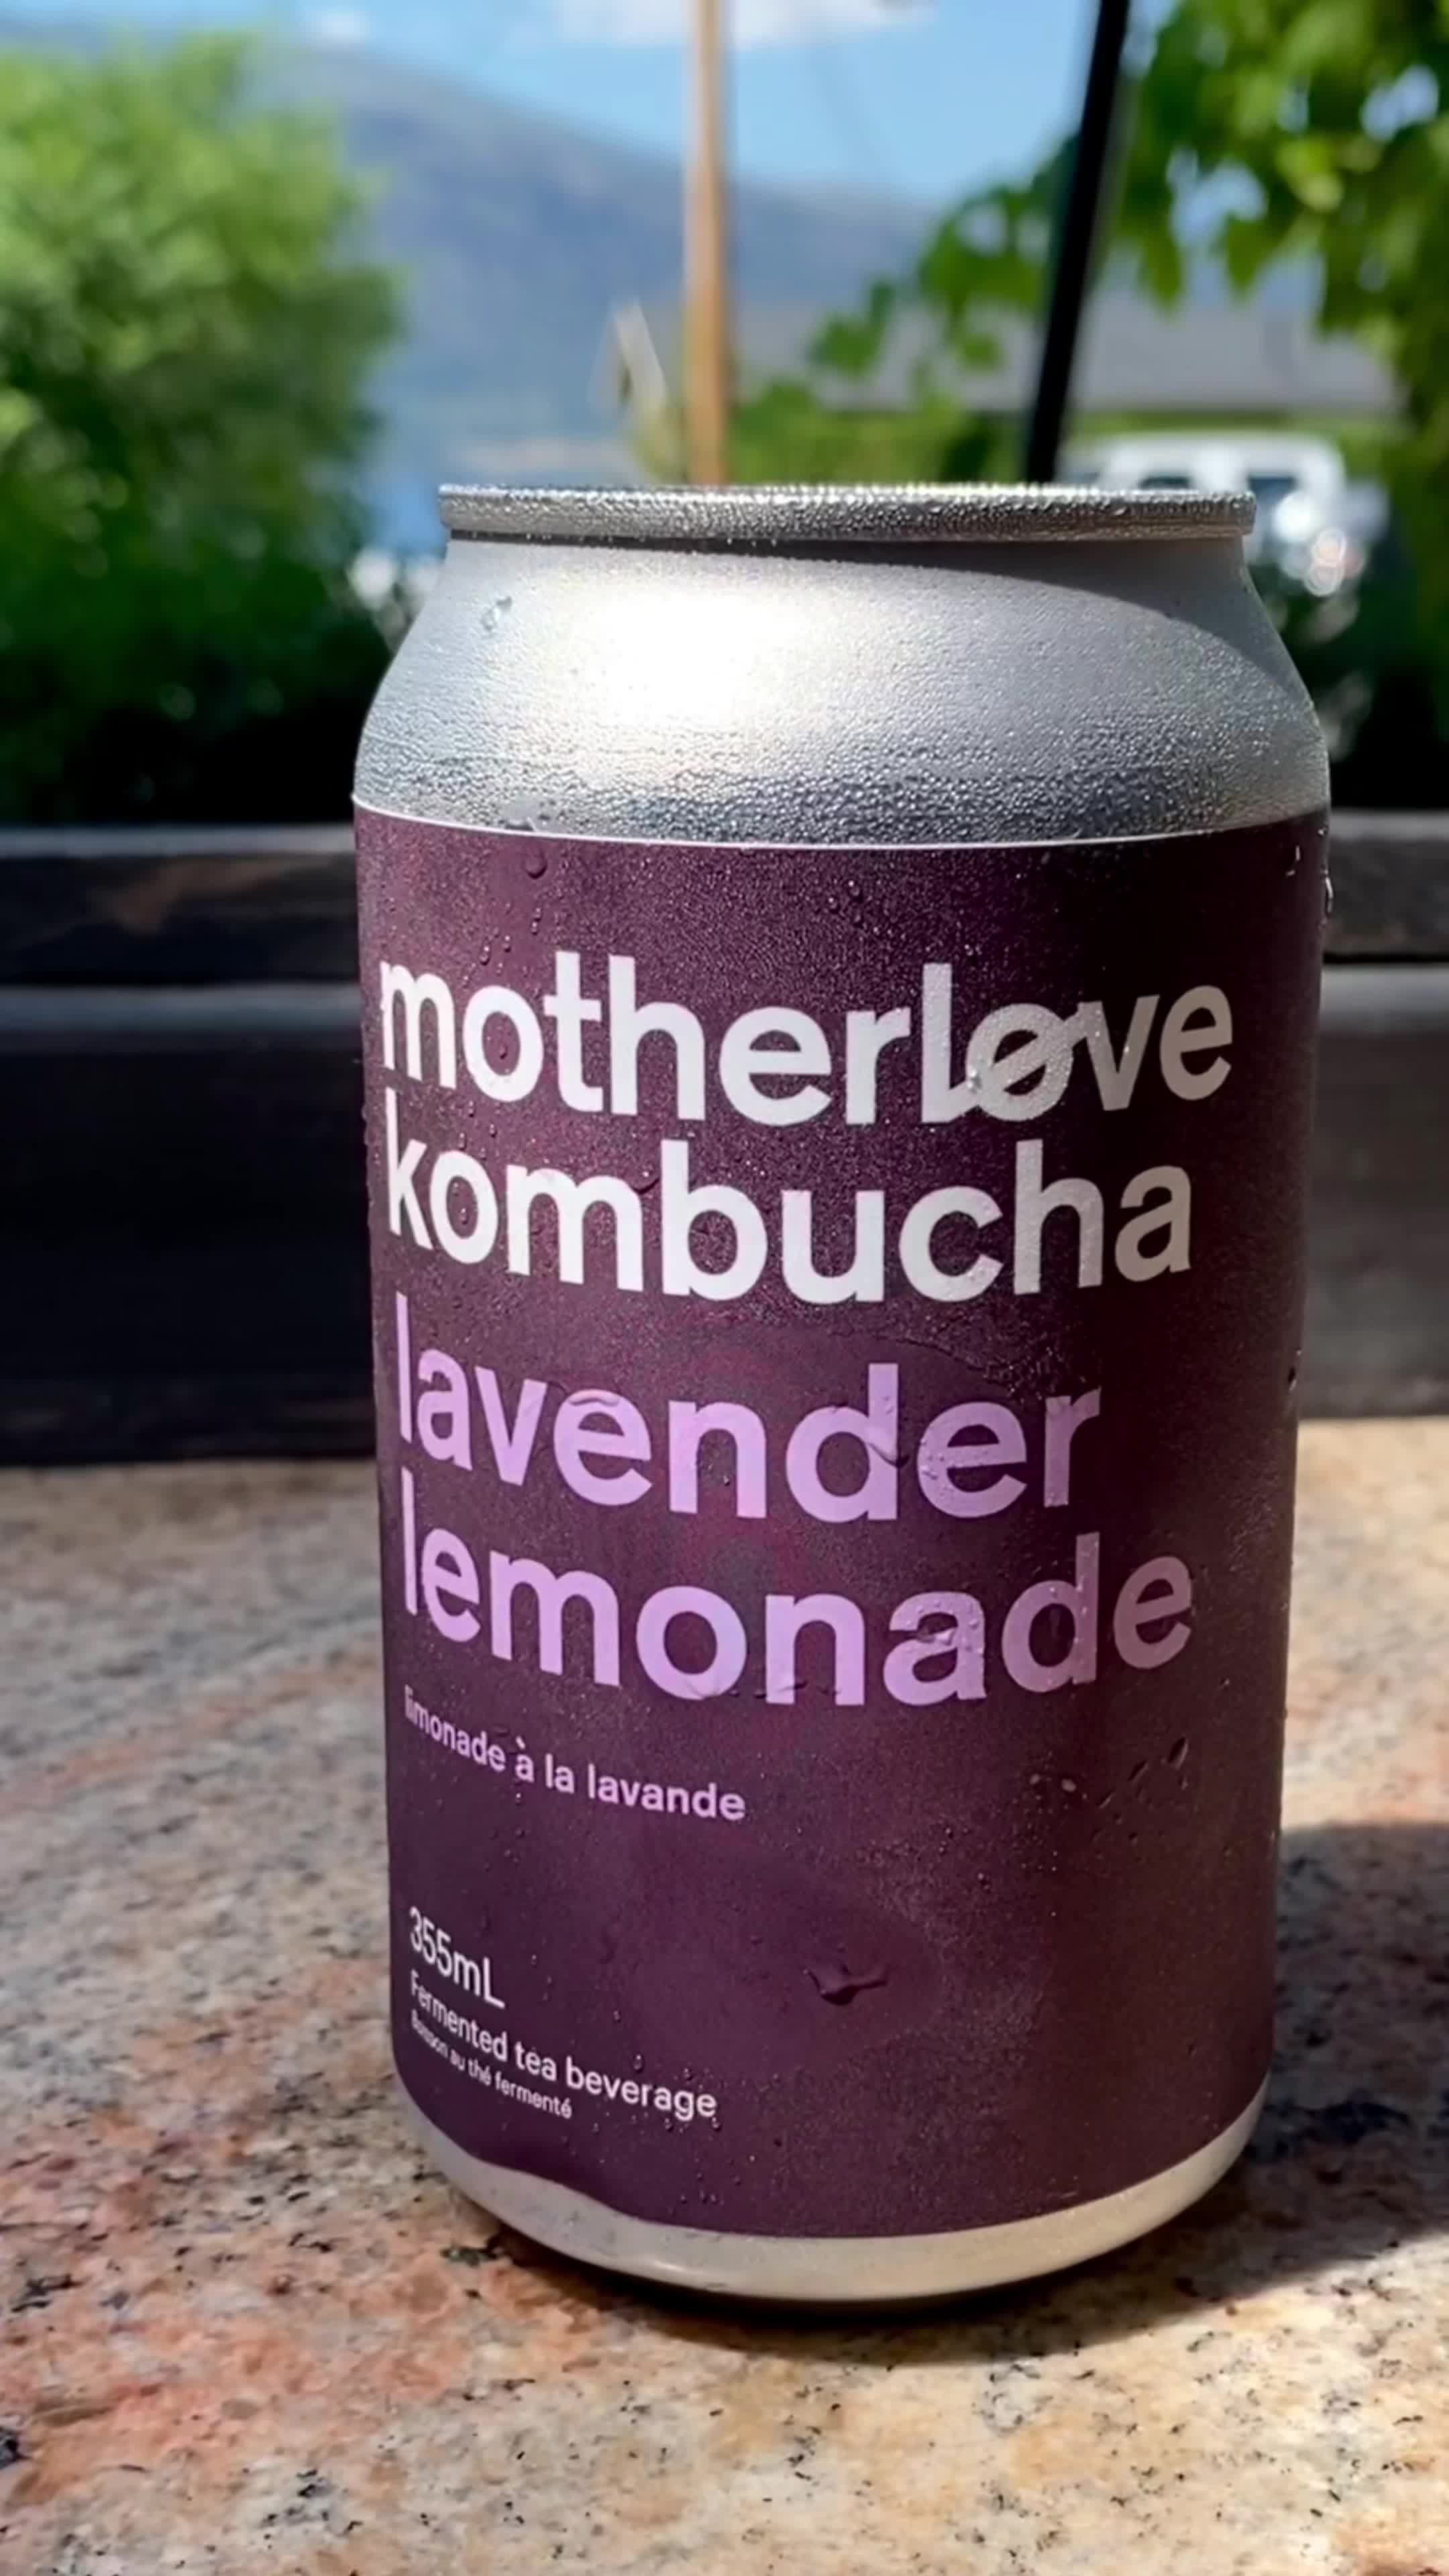 motherløve
kombucha
lavender
lemonade
limonade à la lavande
355mL
Fermented tea beverage
Boisson au thé fermenté